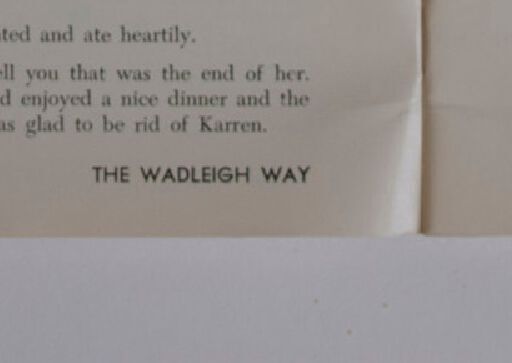 ted and ate heartily.
ell you that was the end of her.
d enjoyed a nice dinner and the
as glad to be rid of Karren.
THE WADLEIGH WAY